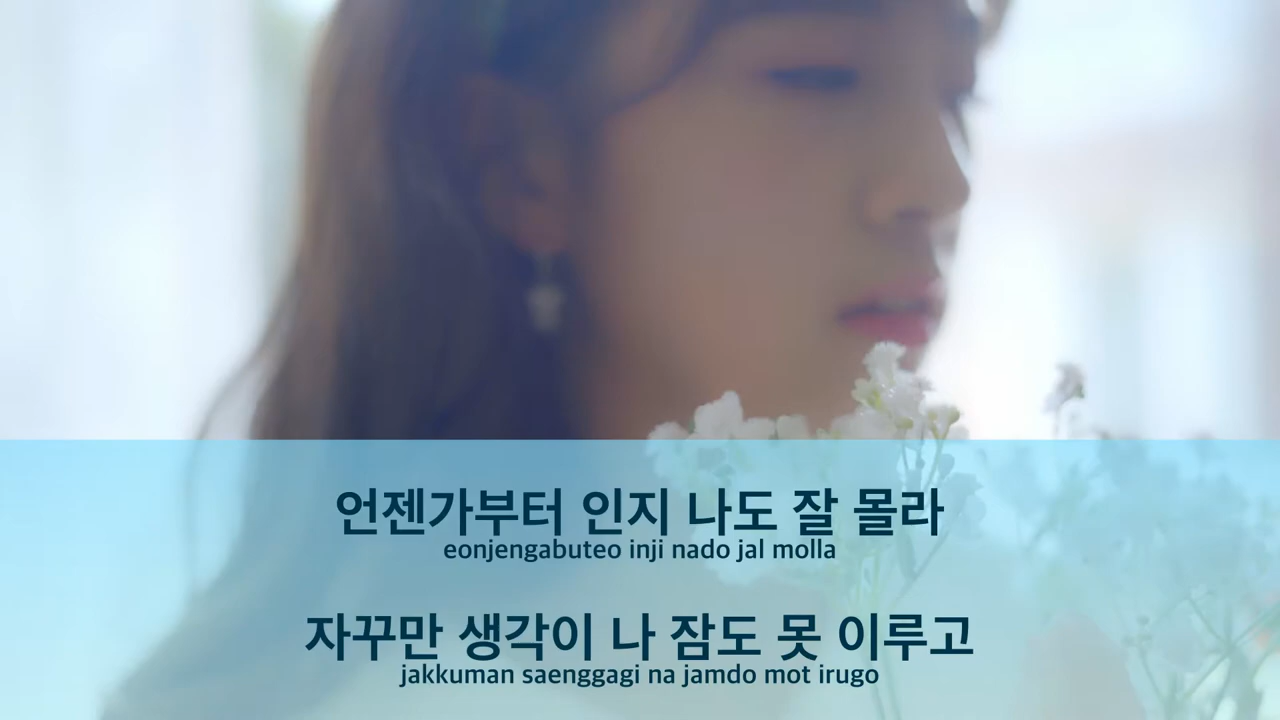 언젠가부터 인지 나도 잘 몰라
eonjengabuteo inji nado jal molla
자꾸만 생각이 나 잠도 못 이루고
jakkuman saenggagi na jamdo mot irugo